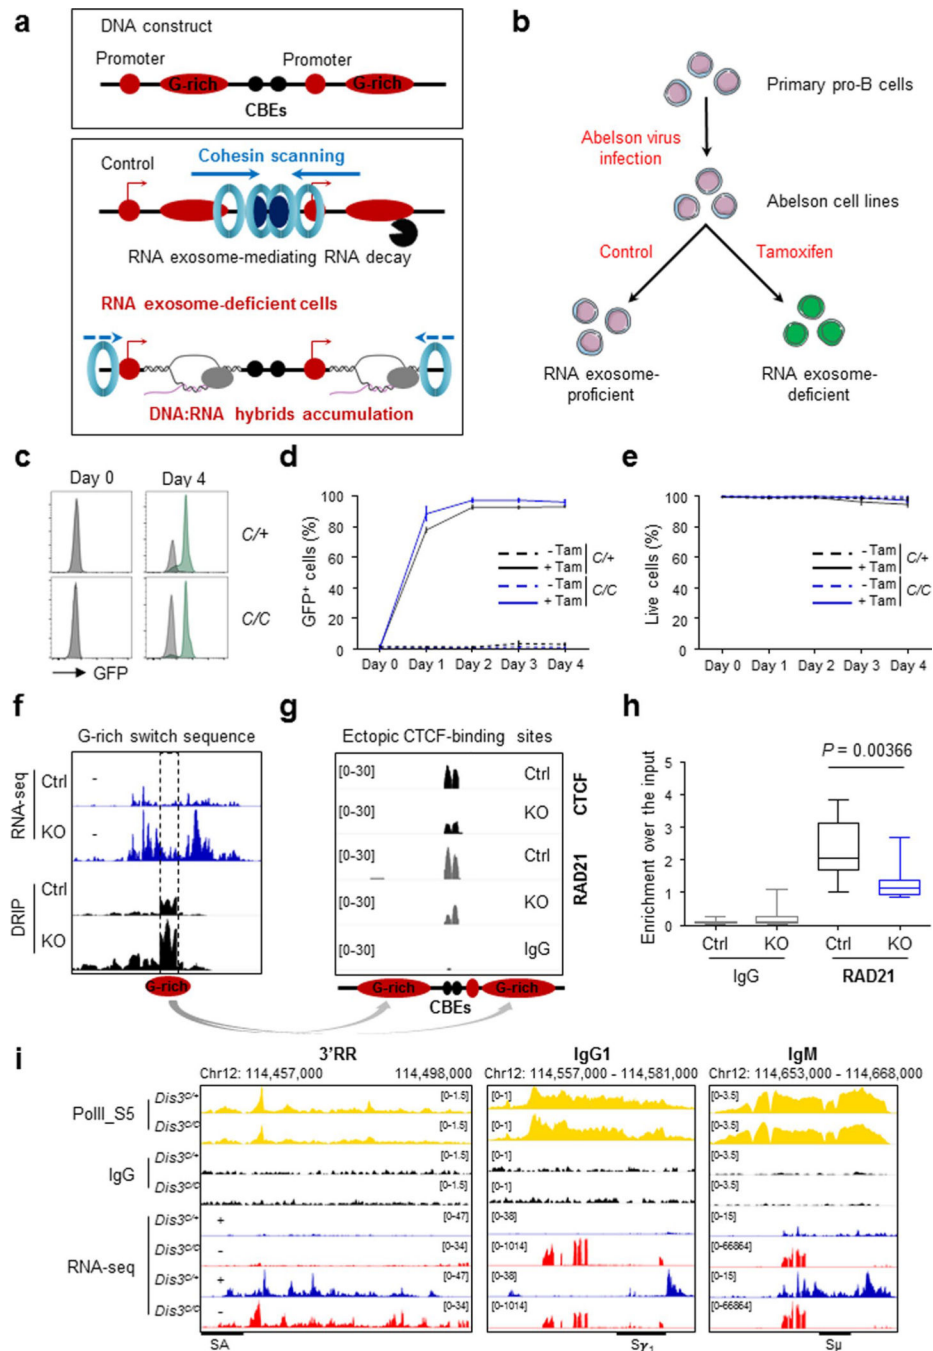 a
DNA construct
Promoter
Promoter
G-rich
G-rich
CBEs
Control
Cohesin scanning
RNA exosome-mediating RNA decay
RNA exosome-deficient cells
DNA:RNA hybrids accumulation
b
Primary pro-B cells
Abelson virus
infection
Abelson cell lines
Control
Tamoxifen
RNA exosome-
proficient
RNA exosome-
deficient
c
Day 0
Day 4
C/+
C/C
GFP
d
GFP+ cells (%)
100
80
60
40
20
0
- Tam
+ Tam
C/+
- Tam
+ Tam
C/C
Day 0 Day 1 Day 2 Day 3 Day 4
e
Live cells (%)
100
80
60
40
20
0
- Tam
+ Tam
C/+
- Tam
+ Tam
C/C
Day 0 Day 1 Day 2 Day 3 Day 4
f
G-rich switch sequence
RNA-seq
Ctrl
-
KO
-
DRIP
Ctrl
KO
G-rich
g
Ectopic CTCF-binding sites
[0-30]
Ctrl
[0-30]
KO
CTCF
[0-30]
Ctrl
[0-30]
KO
RAD21
[0-30]
IgG
G-rich
G-rich
CBEs
h
P = 0.00366
Enrichment over the input
5
4
3
2
1
0
Ctrl
KO
Ctrl
KO
IgG
RAD21
i
3'RR
IgG1
IgM
Chr12: 114,457,000 114,498,000
Chr12: 114,557,000 - 114,581,000
Chr12: 114,653,000 - 114,668,000
PolII_S5
Dis3C/+
[0-1.5]
[0-1]
[0-3.5]
Dis3C/C
[0-1.5]
[0-1]
[0-3.5]
IgG
Dis3C/+
[0-1.5]
[0-1]
[0-3.5]
Dis3C/C
[0-1.5]
[0-1]
[0-3.5]
RNA-seq
Dis3C/+
+
[0-47]
[0-38]
[0-15]
Dis3C/C
-
[0-34]
[0-1014]
[0-66864]
Dis3C/+
+
[0-47]
[0-38]
[0-15]
Dis3C/C
-
[0-34]
[0-1014]
[0-66864]
SA
Sγ1
Sμ